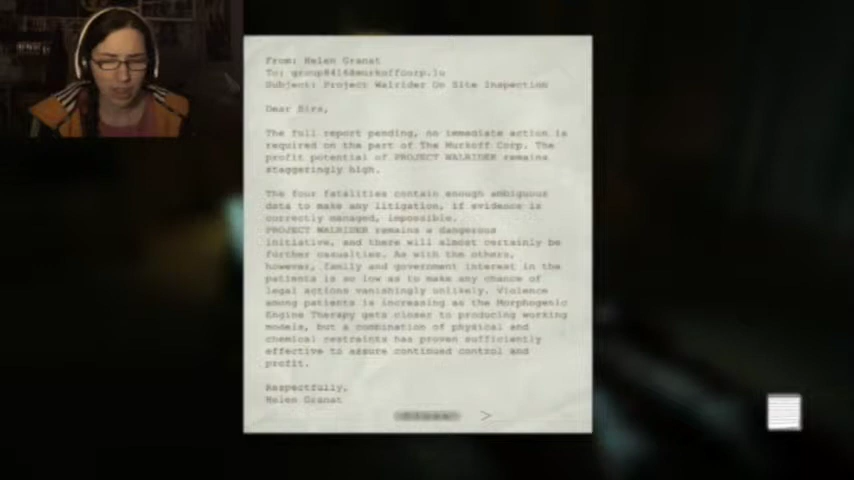 From: Helen Granat
To: group6416@murkoffcorp.lu
Subject: Project Walrider On Site Inspection
Dear Sirs,
The full report pending, no immediate action is
required on the part of The Murkoff Corp. The
profit potential of PROJECT WALRIDER remains
staggeringly high.
The four fatalities contain enough ambiguous
data to make any litigation, if evidence is
correctly managed, impossible.
PROJECT WALRIDER remains a dangerous
initiative, and there will almost certainly be
further casualties. As with the others,
however, family and government interest in the
patients is so low as to make any chance of
legal actions vanishingly unlikely. Violence
among patients is increasing as the Morphogenic
Engine Therapy gets closer to producing working
models, but a combination of physical and
chemical restraints has proven sufficiently
effective to assure continued control and
profit.
Respectfully,
Helen Granat
>